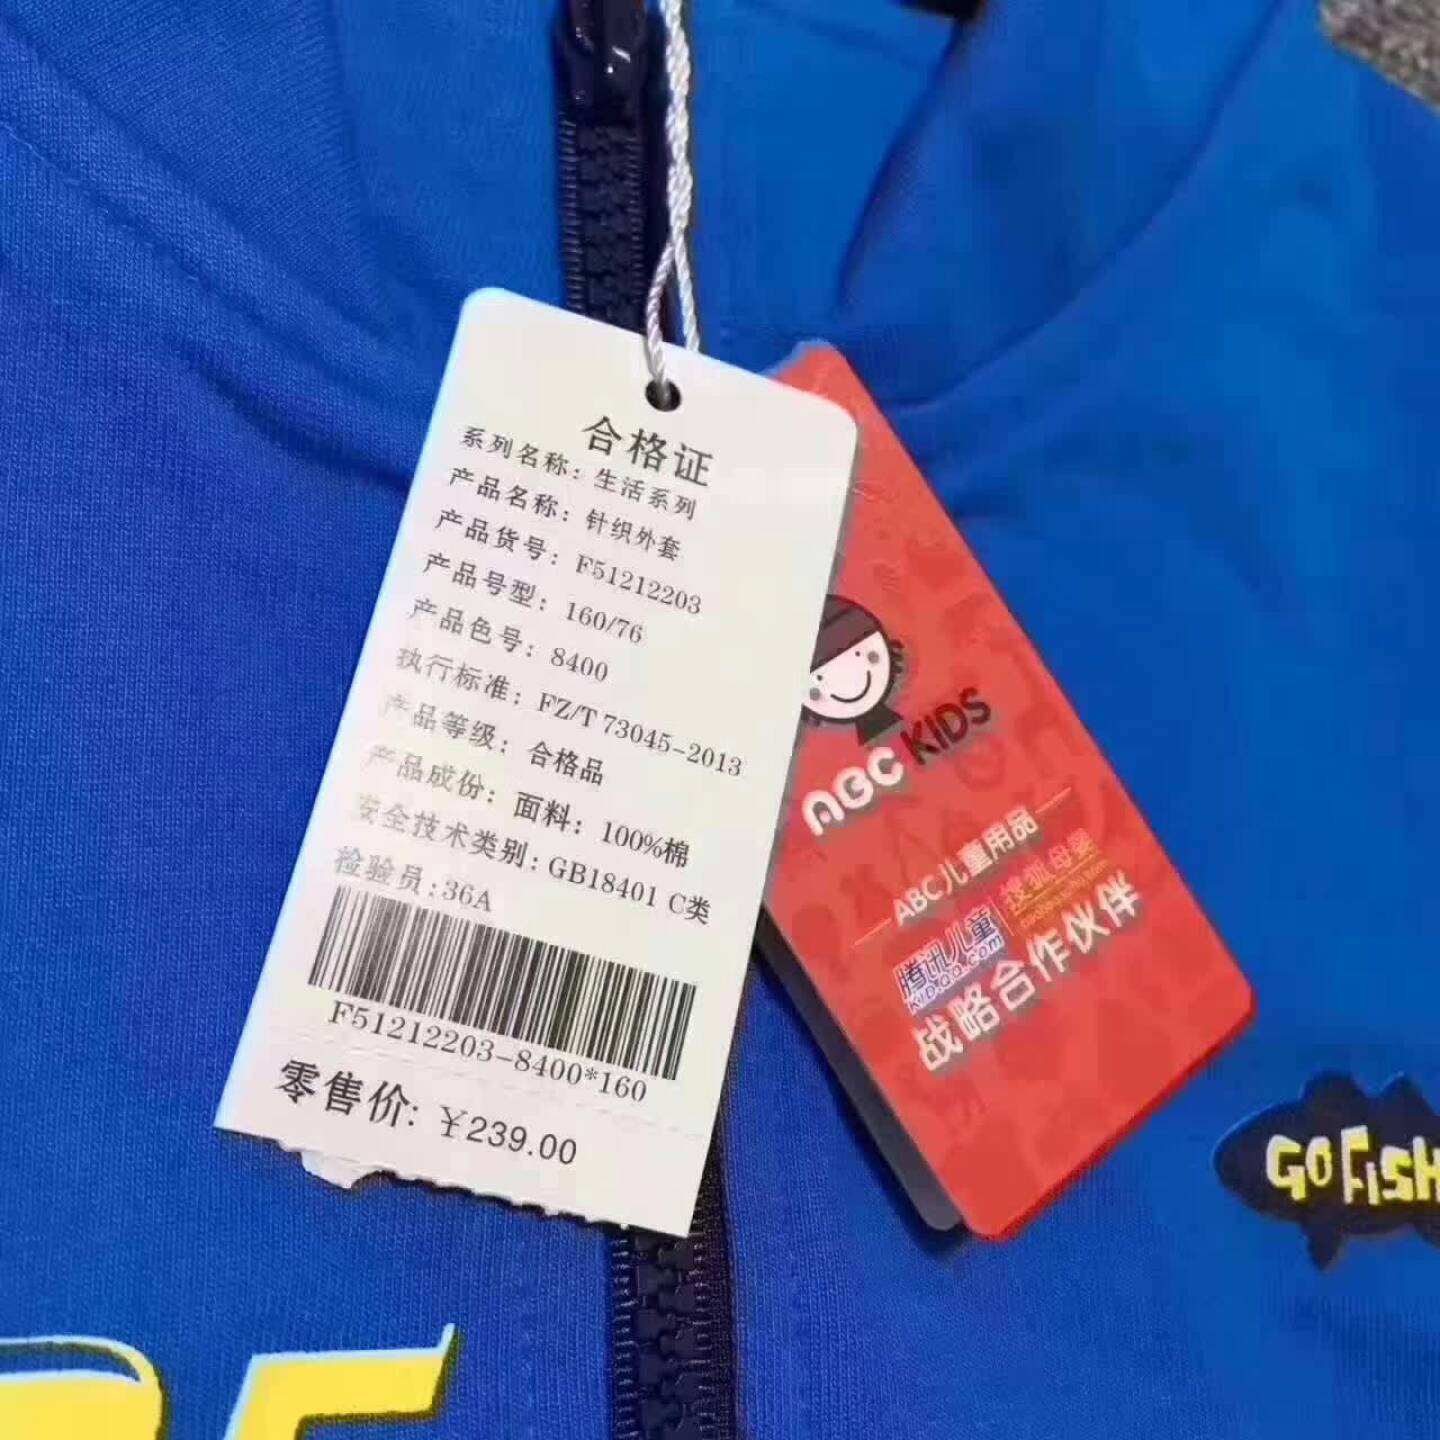 合格证
系列名称：生活系列
产品名称：针织外套
产品货号：F51212203
产品号型：160/76
产品色号：8400
执行标准：FZ/T 73045-2013
产品等级：合格品
产品成份：面料：100%棉
安全技术类别：GB18401 C类
检验员:36A
F51212203-8400*160
零售价：￥239.00
ABC KIDS
ABC儿童用品
腾讯儿童
KID.QQ.com
搜狐母婴
战略合作伙伴
GO FISH